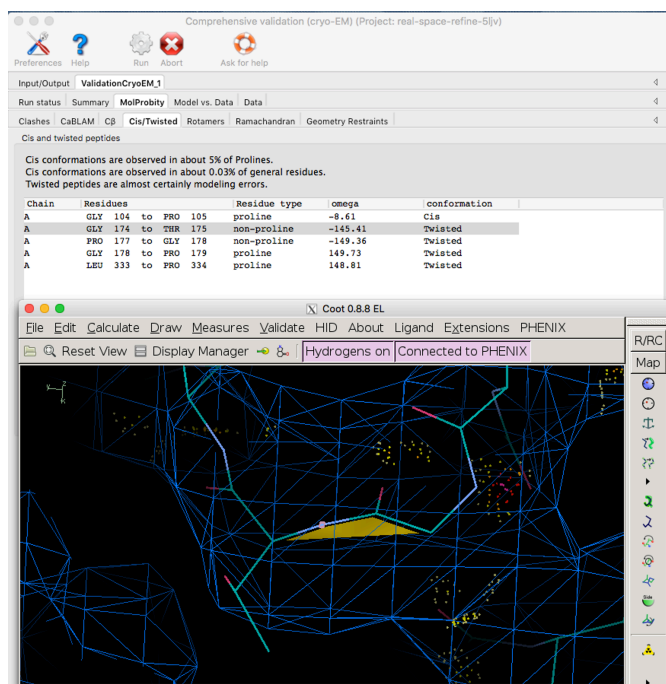 Comprehensive validation (cryo-EM) (Project: real-space-refine-5ljv)
Preferences Help Run Abort Ask for help
Input/Output ValidationCryoEM_1
Run status Summary MolProbity Model vs. Data Data
Clashes CaBLAM Cβ Cis/Twisted Rotamers Ramachandran Geometry Restraints
Cis and twisted peptides
Cis conformations are observed in about 5% of Prolines.
Cis conformations are observed in about 0.03% of general residues.
Twisted peptides are almost certainly modeling errors.
Chain Residues Residue type omega conformation
A GLY 104 to PRO 105 proline -8.61 Cis
A GLY 174 to THR 175 non-proline -145.41 Twisted
A PRO 177 to GLY 178 non-proline -149.36 Twisted
A GLY 178 to PRO 179 proline 149.73 Twisted
A LEU 333 to PRO 334 proline 148.81 Twisted
X Coot 0.8.8 EL
File Edit Calculate Draw Measures Validate HID About Ligand Extensions PHENIX
Reset View Display Manager Hydrogens on Connected to PHENIX
R/RC
Map